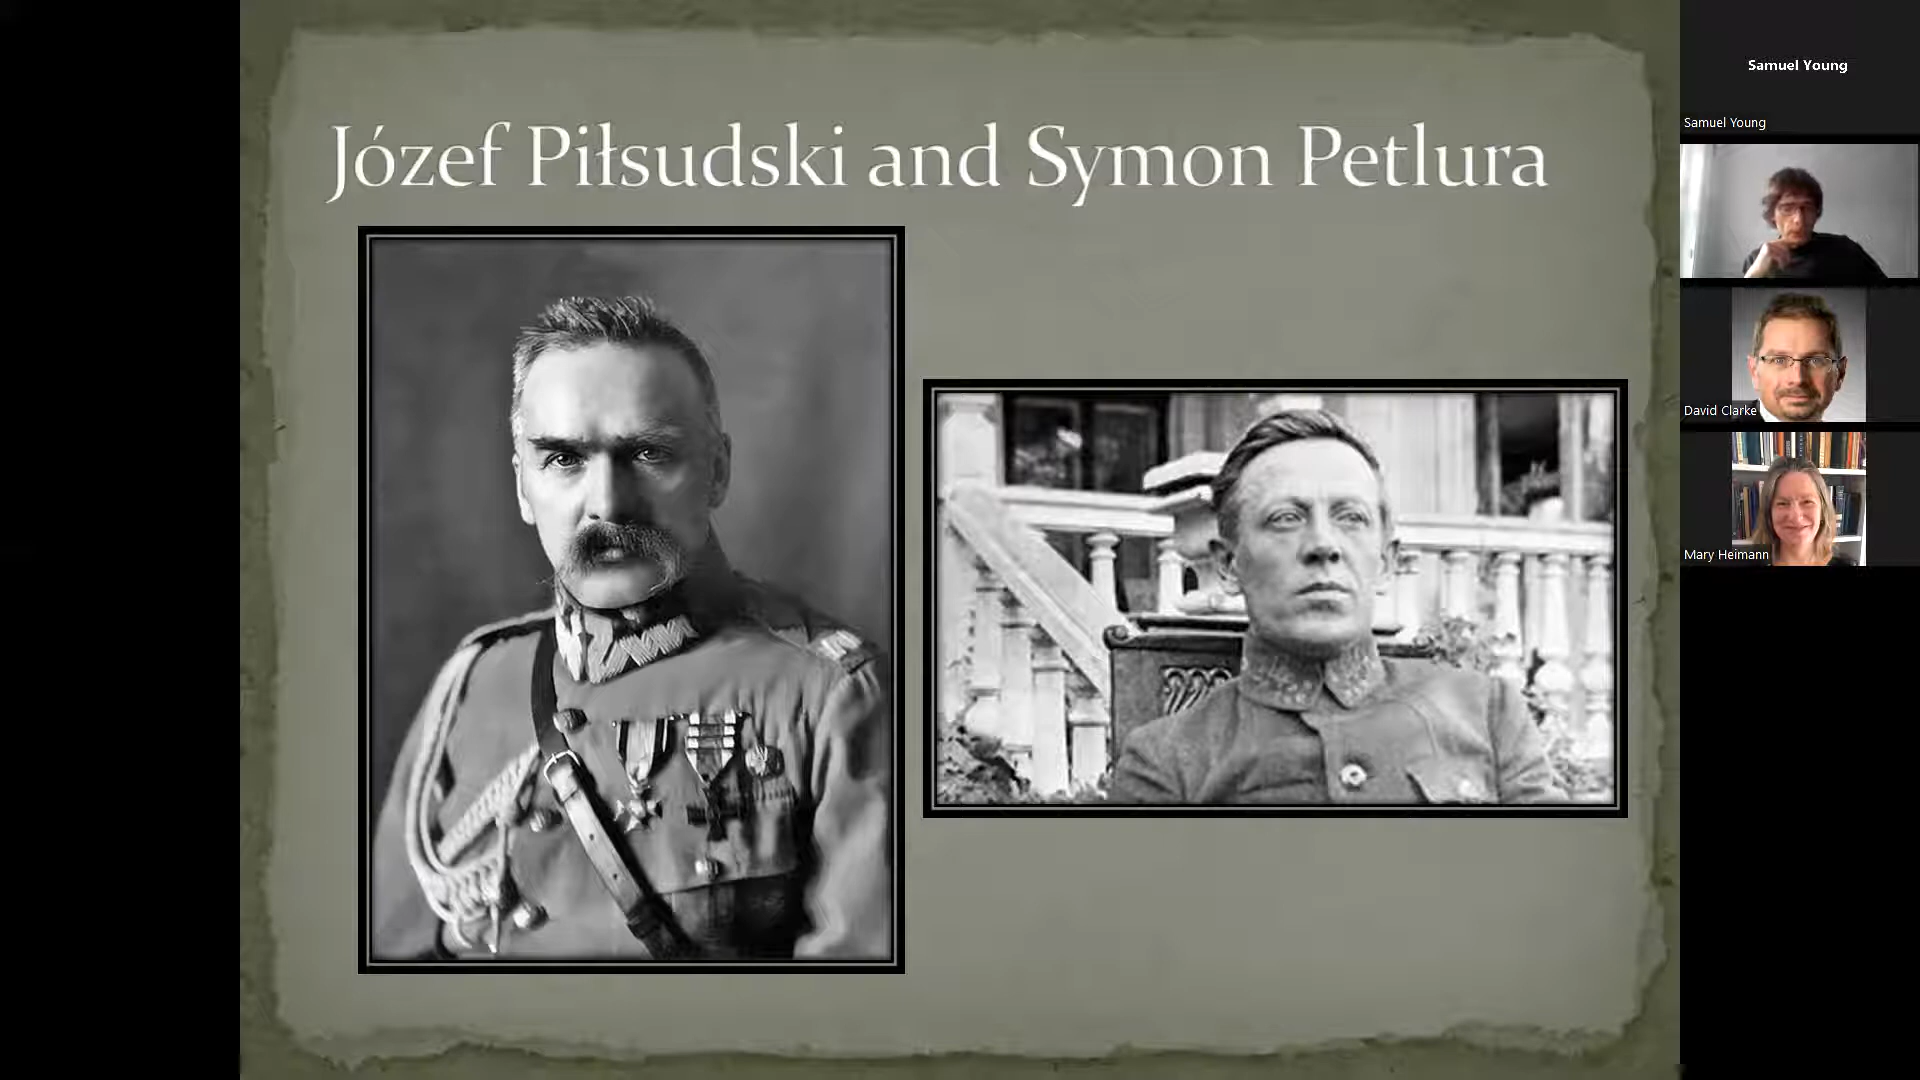 Józef Piłsudski and Symon Petlura
Samuel Young
Samuel Young
David Clarke
Mary Heimann